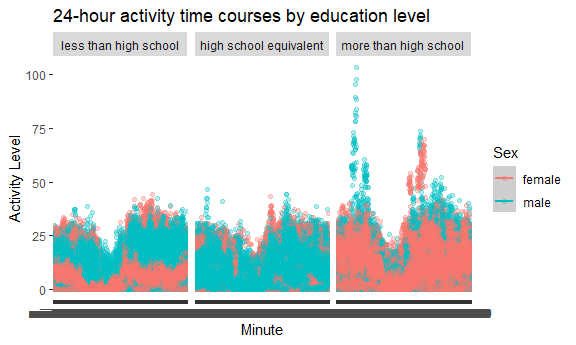 24-hour activity time courses by education level
less than high school
high school equivalent
more than high school
100
75
50
25
0
Activity Level
Minute
Sex
female
male